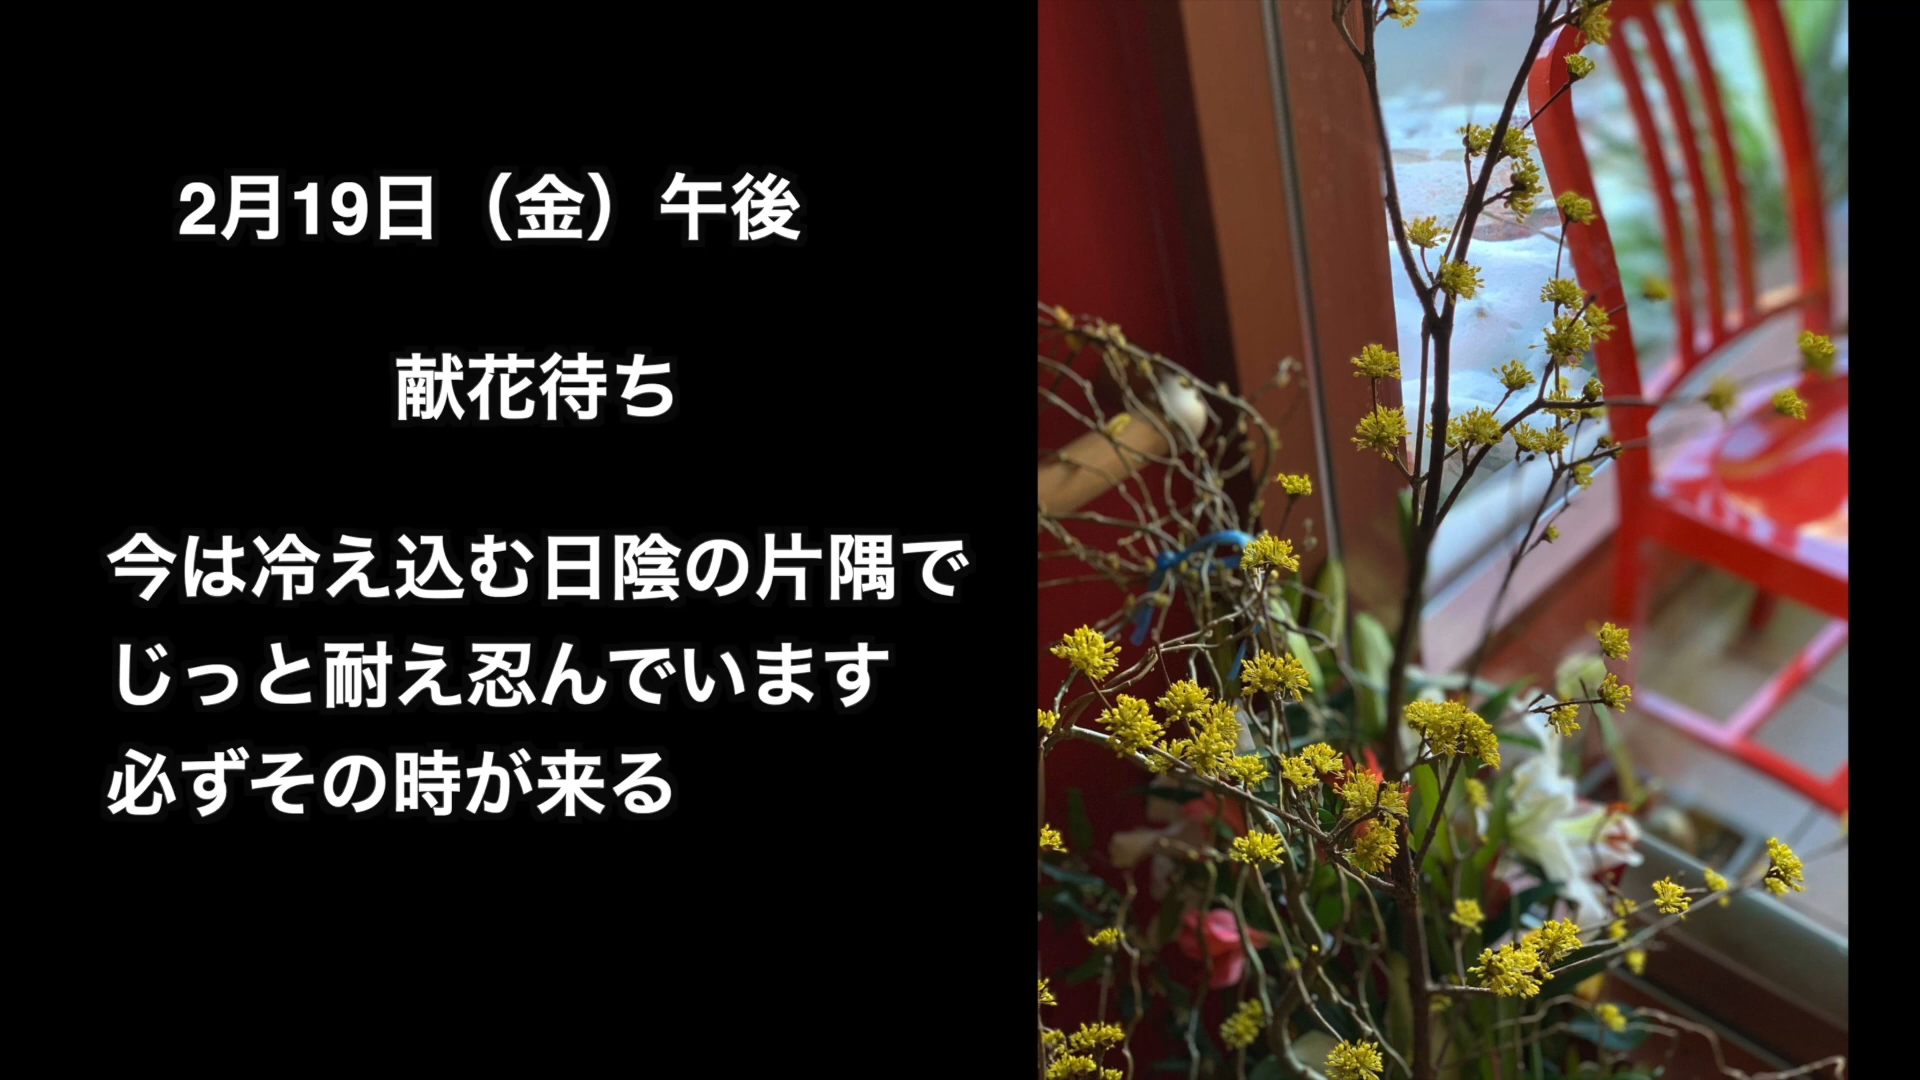 2月19日（金）午後
献花待ち
今は冷え込む日陰の片隅で
じっと耐え忍んでいます
必ずその時が来る